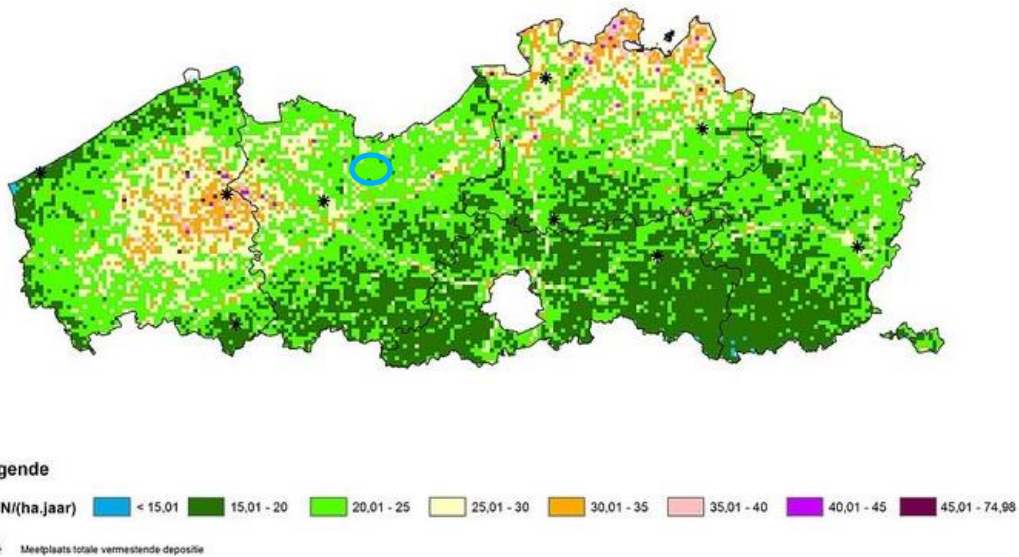 gende
N/(ha.jaar) < 15,01 15,01 - 20 20,01 - 25 25,01 - 30 30,01 - 35 35,01 - 40 40,01 - 45 45,01 - 74,98
Meetplaats totale vermestende depositie